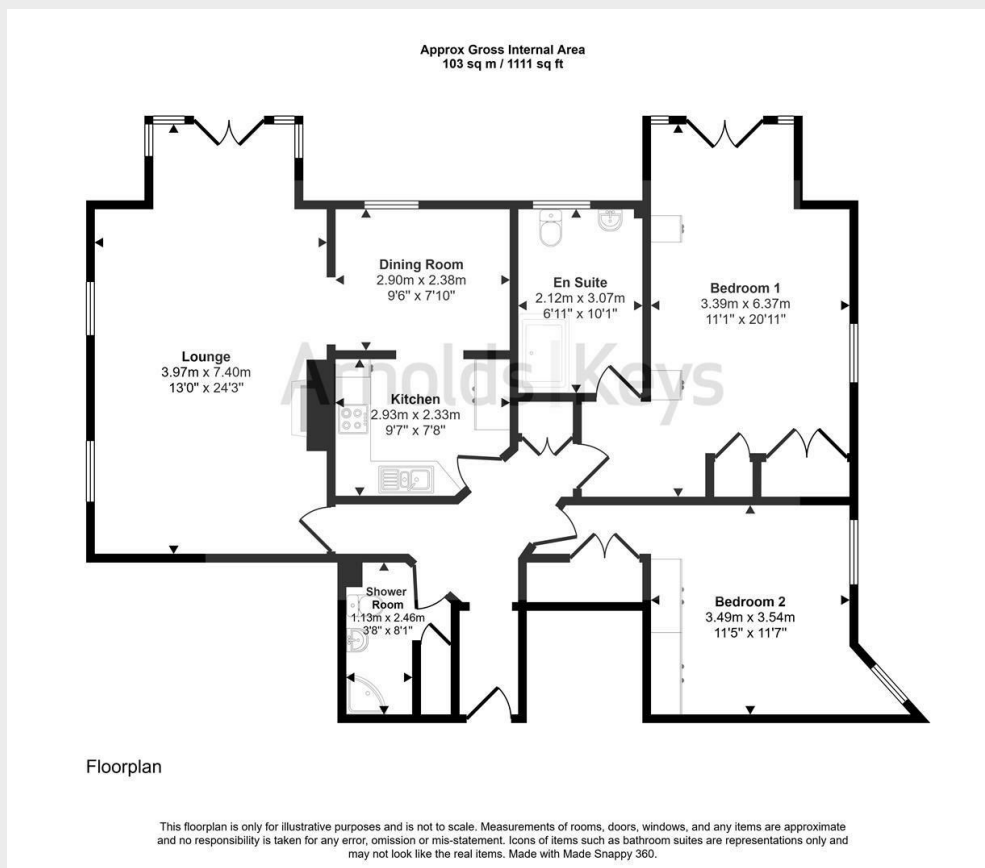 Approx Gross Internal Area
103 sq m / 1111 sq ft
Dining Room
2.90m x 2.38m
9'6" x 7'10"
En Suite
2.12m x 3.07m
6'11" x 10'1"
Bedroom 1
3.39m x 6.37m
11'1" x 20'11"
Lounge
3.97m x 7.40m
13'0" x 24'3"
Arnolds Keys
Kitchen
2.93m x 2.33m
9'7" x 7'8"
Shower
Room
1.13m x 2.46m
3'8" x 8'1"
Bedroom 2
3.49m x 3.54m
11'5" x 11'7"
Floorplan
This floorplan is only for illustrative purposes and is not to scale. Measurements of rooms, doors, windows, and any items are approximate
and no responsibility is taken for any error, omission or mis-statement. Icons of items such as bathroom suites are representations only and
may not look like the real items. Made with Made Snappy 360.